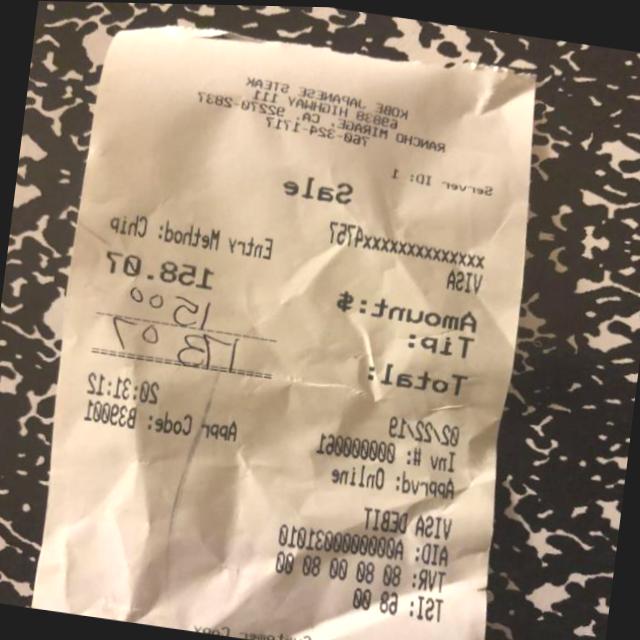 KOBE JAPANESE STEAK
69838 HIGHWAY 111
RANCHO MIRAGE, CA. 92270-2837
760-324-1717
Server ID: 1
Sale
xxxxxxxxxxxxxxx4757
VISA Entry Method: Chip
Amount:$ 158.07
Tip: 15 00
Total: 173 07
02/22/19 20:31:12
Inv #: 00000061 Appr Code: B39001
Apprvd: Online
VISA DEBIT
AID: A0000000031010
TVR: 80 80 00 80 00
TSI: 68 00
Customer Copy